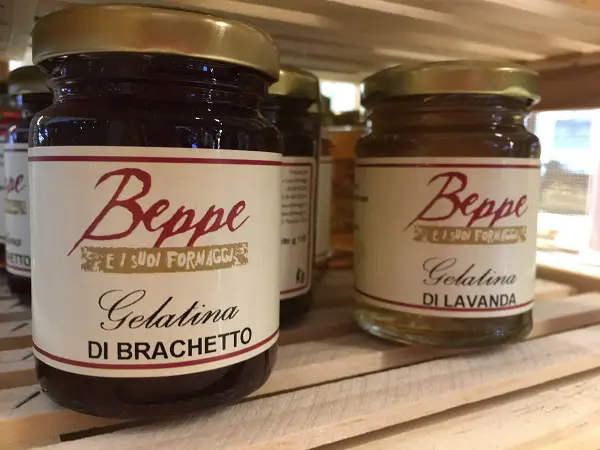 Beppe
E I SUOI FORMAGGI
Gelatina
DI BRACHETTO
Beppe
E I SUOI FORMAGGI
Gelatina
DI LAVANDA